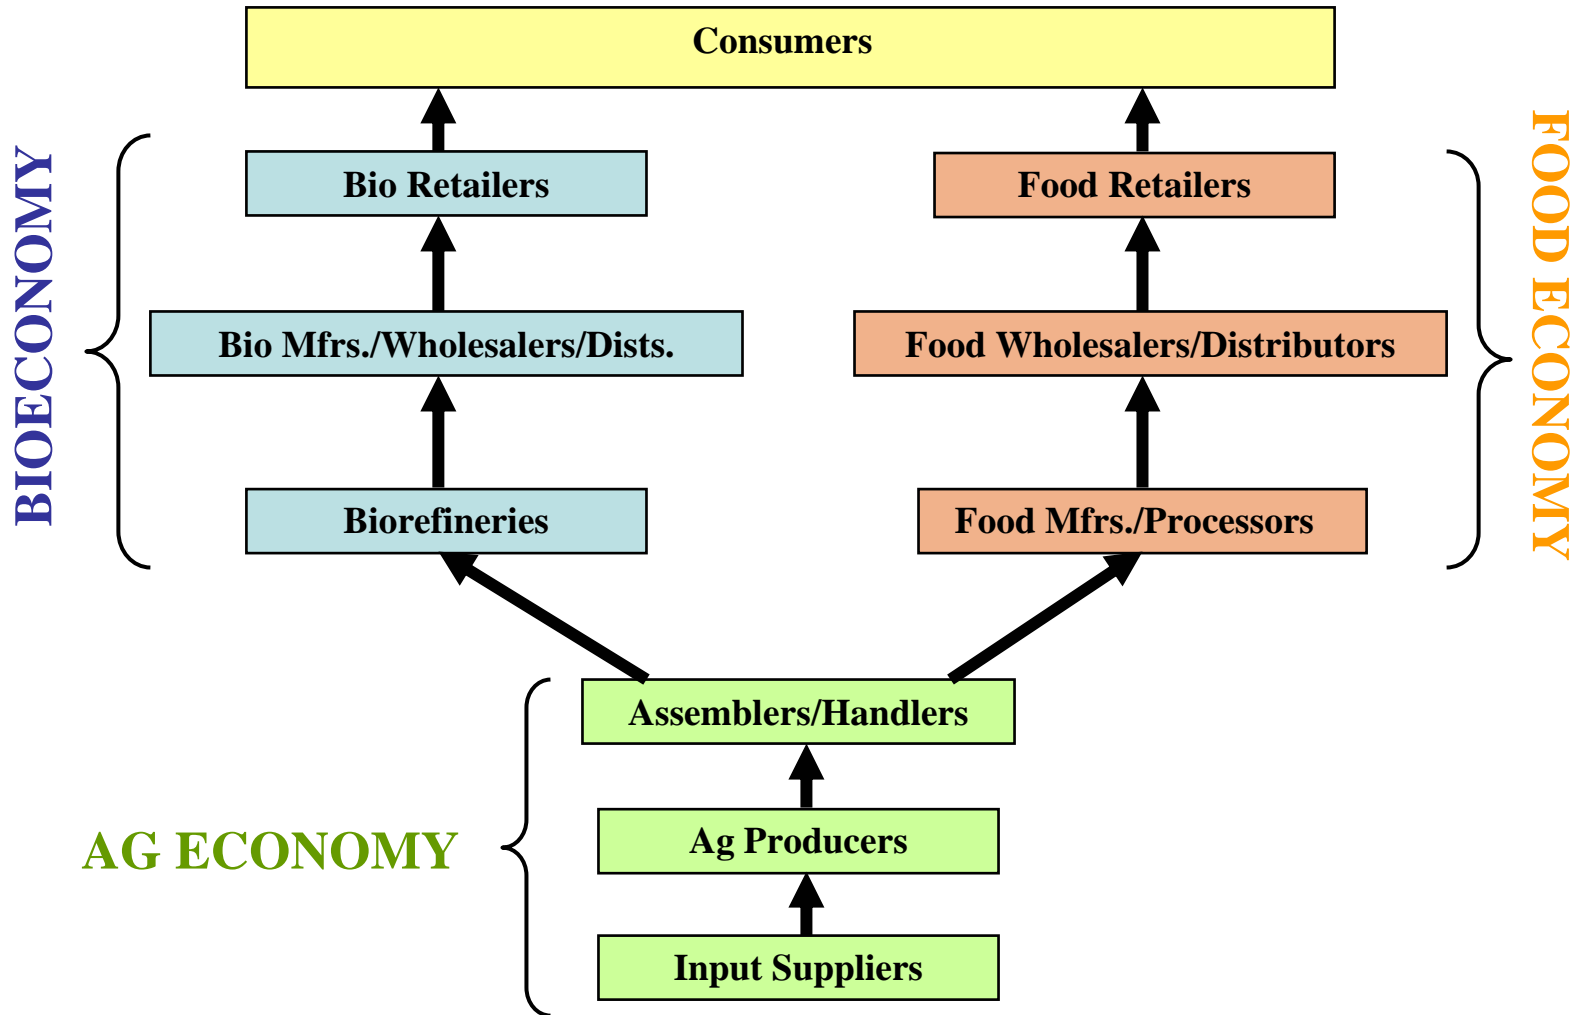 Consumers
BIOECONOMY
Bio Retailers
Food Retailers
FOOD ECONOMY
Bio Mfrs./Wholesalers/Dists.
Food Wholesalers/Distributors
Biorefineries
Food Mfrs./Processors
Assemblers/Handlers
AG ECONOMY
Ag Producers
Input Suppliers